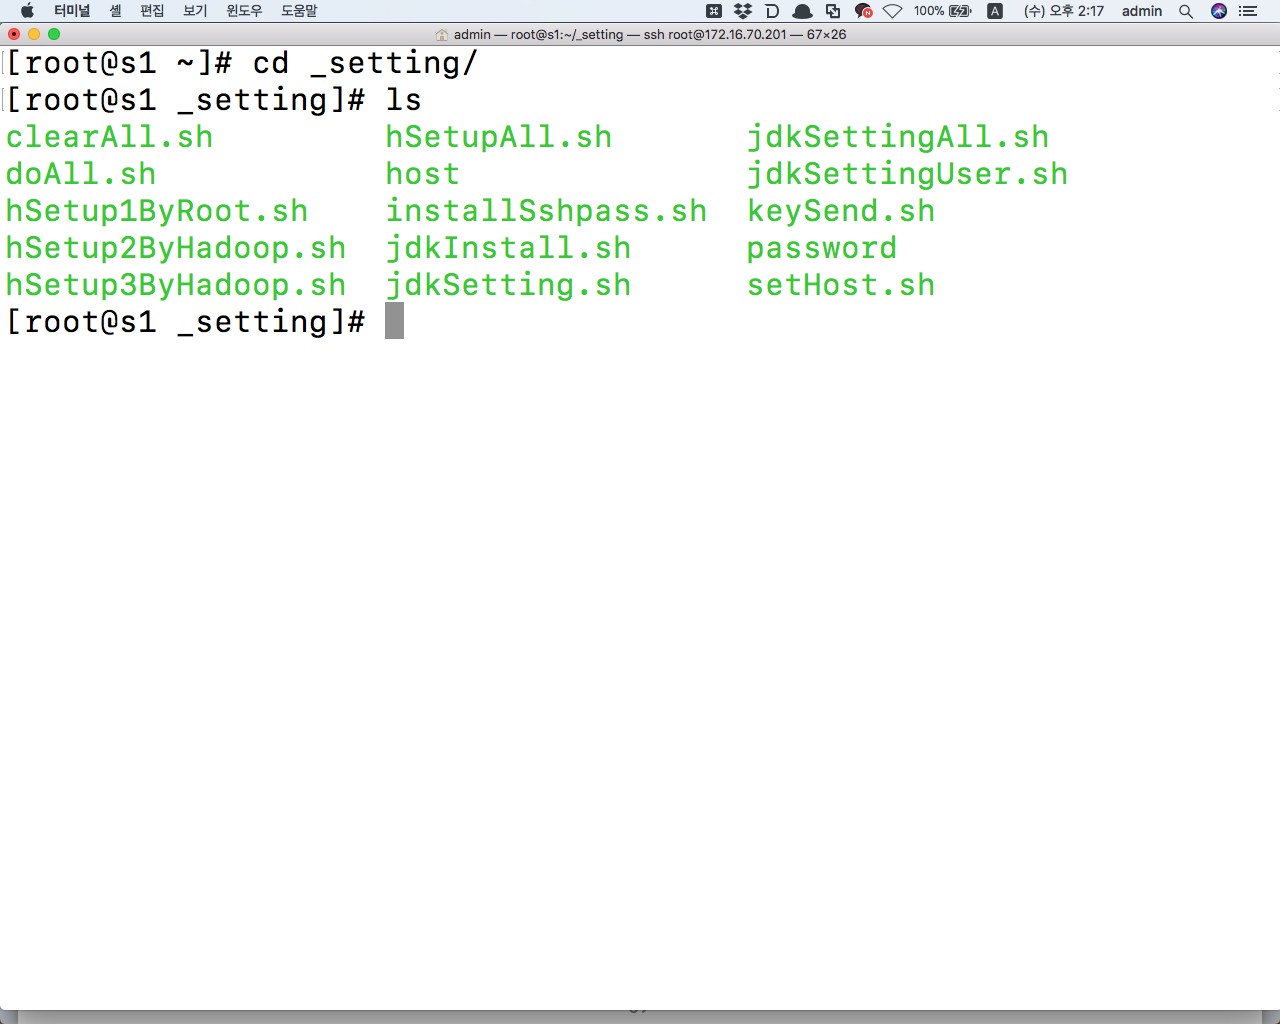 터미널 셸 편집 보기 윈도우 도움말 100% A (수) 오후 2:17 admin
admin — root@s1:~/_setting — ssh root@172.16.70.201 — 67×26
[root@s1 ~]# cd _setting/
[root@s1 _setting]# ls
clearAll.sh hSetupAll.sh jdkSettingAll.sh
doAll.sh host jdkSettingUser.sh
hSetup1ByRoot.sh installSshpass.sh keySend.sh
hSetup2ByHadoop.sh jdkInstall.sh password
hSetup3ByHadoop.sh jdkSetting.sh setHost.sh
[root@s1 _setting]#